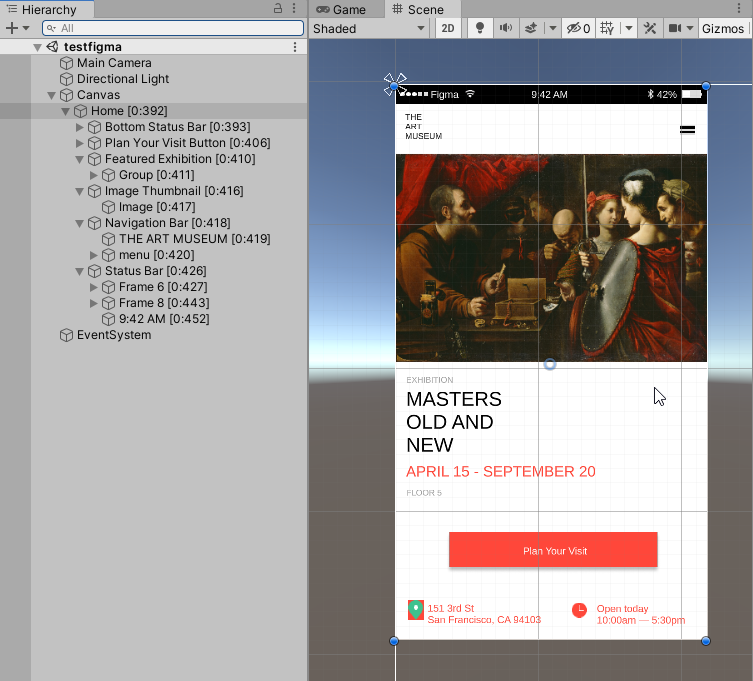 Hierarchy
All
testfigma
Main Camera
Directional Light
Canvas
Home [0:392]
Bottom Status Bar [0:393]
Plan Your Visit Button [0:406]
Featured Exhibition [0:410]
Group [0:411]
Image Thumbnail [0:416]
Image [0:417]
Navigation Bar [0:418]
THE ART MUSEUM [0:419]
menu [0:420]
Status Bar [0:426]
Frame 6 [0:427]
Frame 8 [0:443]
9:42 AM [0:452]
EventSystem
Game Scene
Shaded 2D 0 Gizmos
Figma 9:42 AM 42%
THE
ART
MUSEUM
EXHIBITION
MASTERS
OLD AND
NEW
APRIL 15 - SEPTEMBER 20
FLOOR 5
Plan Your Visit
151 3rd St
San Francisco, CA 94103
Open today
10:00am — 5:30pm